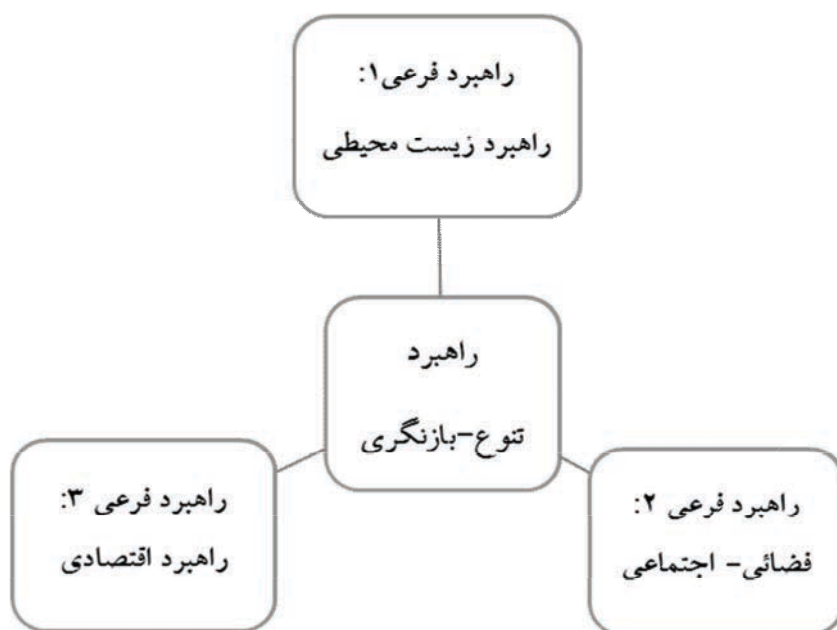 راهبرد فرعی۱:
راهبرد زیست محیطی
راهبرد
تنوع-بازنگری
راهبرد فرعی ۲:
فضائی- اجتماعی
راهبرد فرعی ۳:
راهبرد اقتصادی